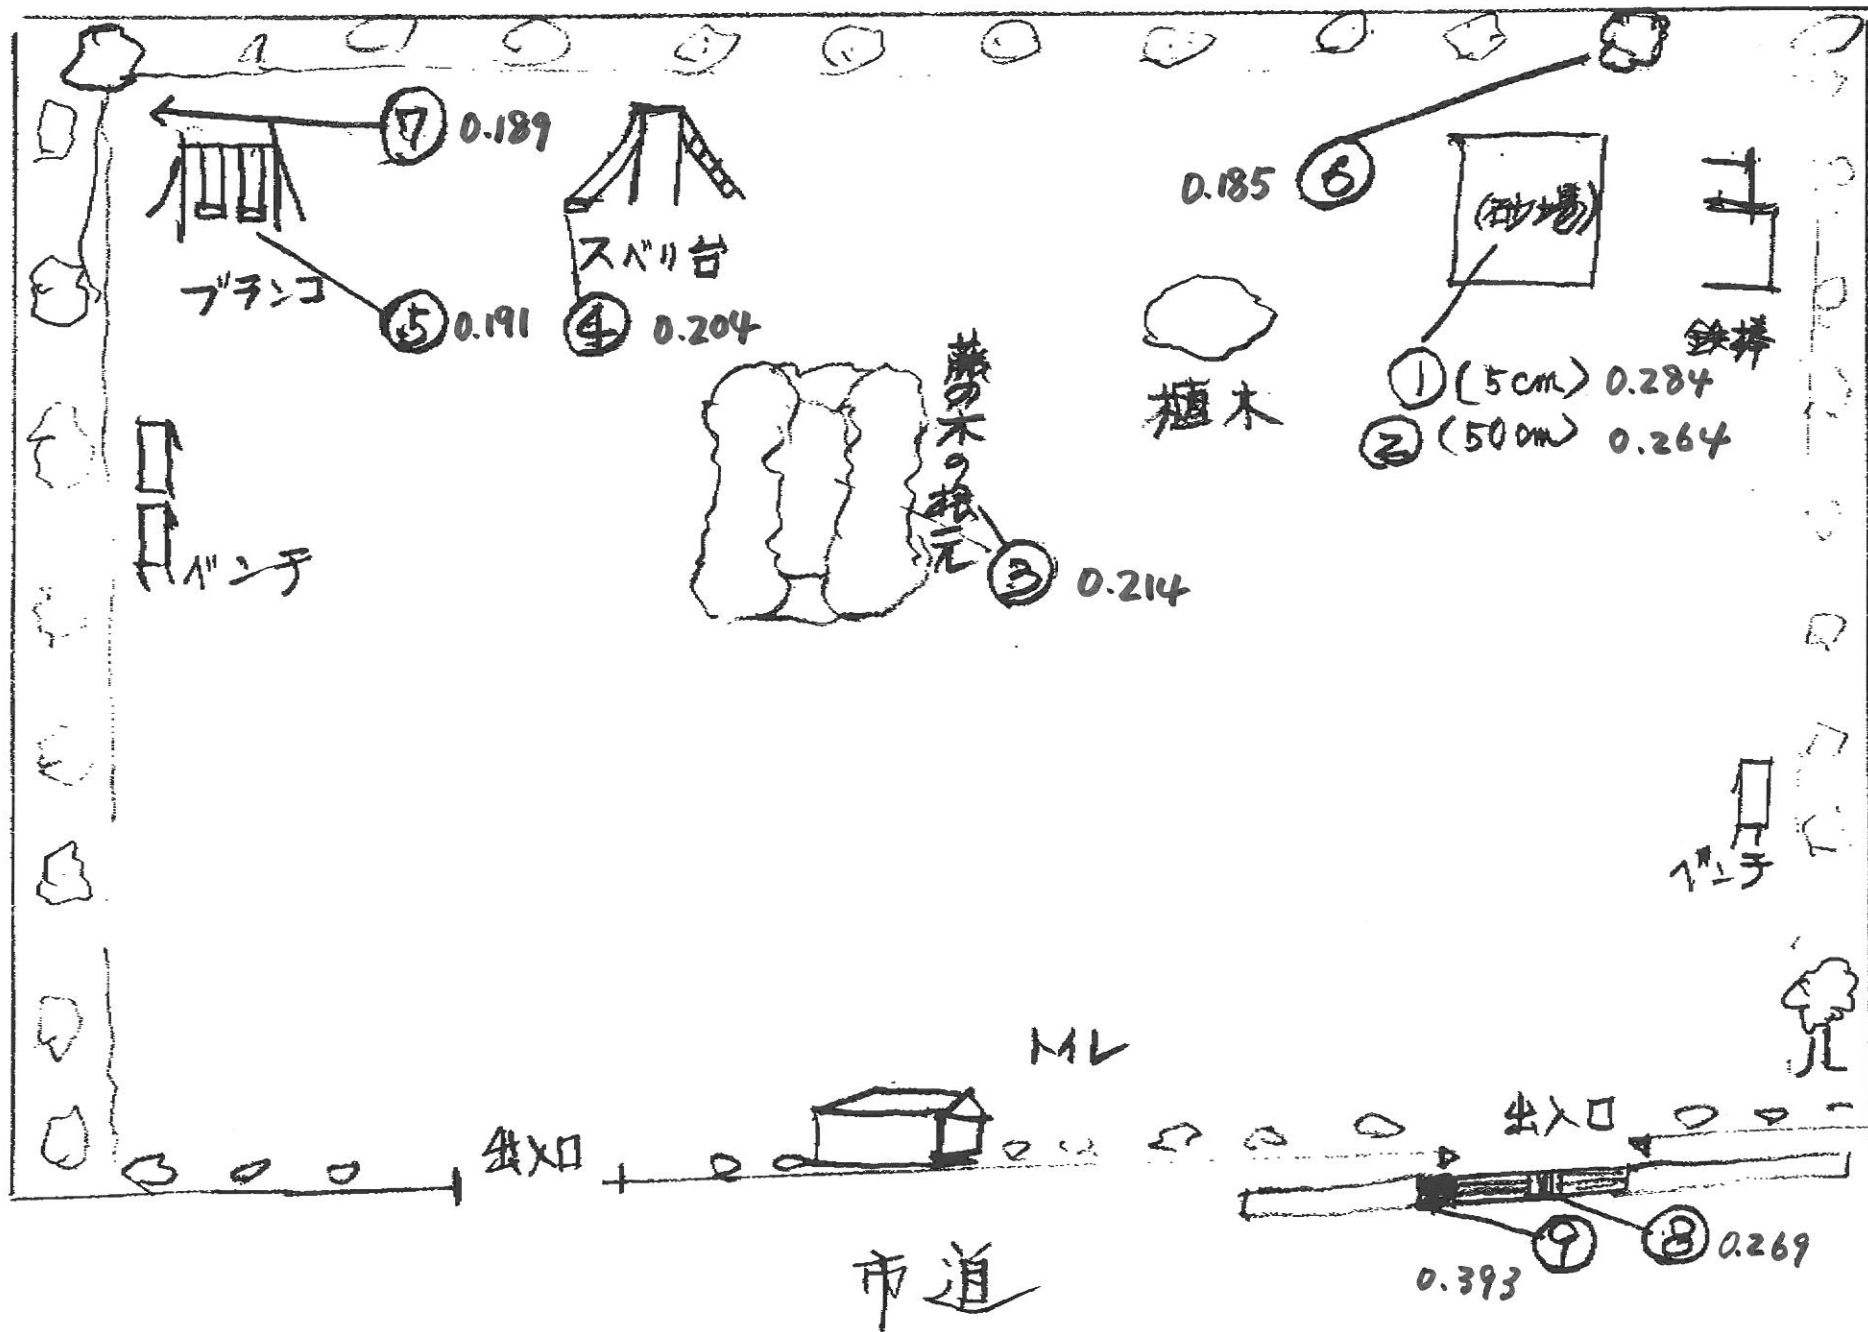 ⑦ 0.189
0.185 ⑥
(砂場)
スベリ台
ブランコ
⑤ 0.191
④ 0.204
鉄棒
植木
① (5cm) 0.284
② (50cm) 0.264
藤の木の根元
③ 0.214
ベンチ
ベンチ
トイレ
出入口
出入口
⑨ 0.393
⑧ 0.269
市道